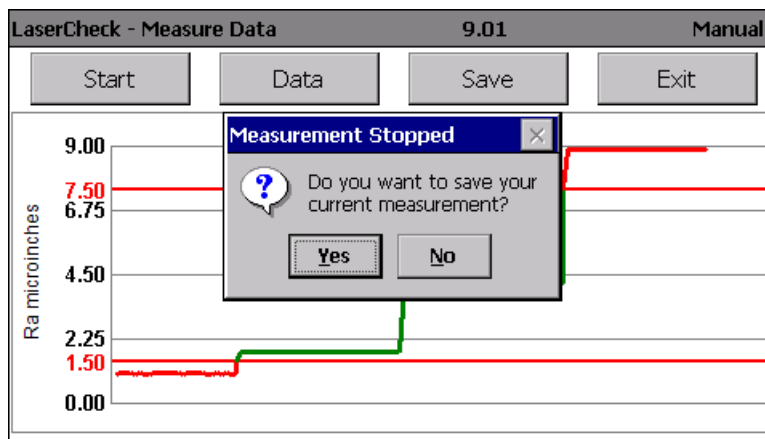 LaserCheck - Measure Data 9.01 Manual
Start Data Save Exit
Measurement Stopped
Do you want to save your
current measurement?
Yes No
Ra microinches
9.00
7.50
6.75
4.50
2.25
1.50
0.00